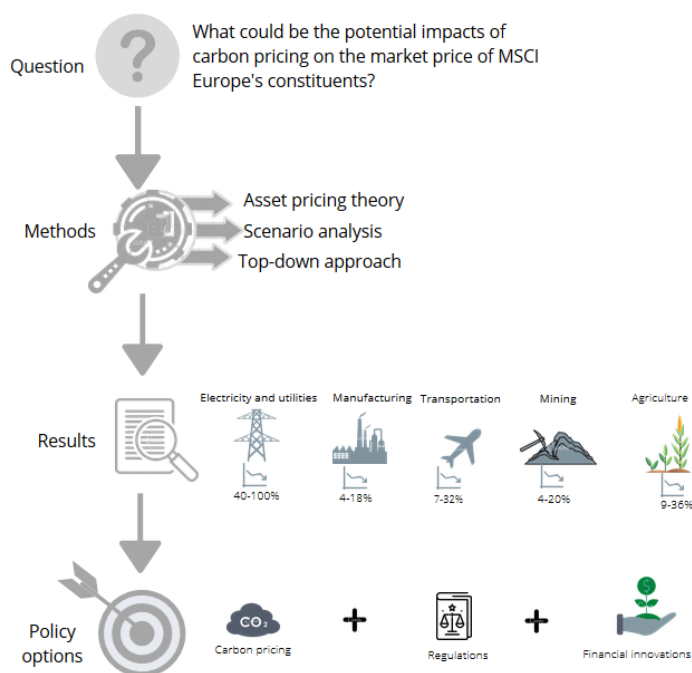 Question
What could be the potential impacts of
carbon pricing on the market price of MSCI
Europe's constituents?
Methods
Asset pricing theory
Scenario analysis
Top-down approach
Results
Electricity and utilities
Manufacturing
Transportation
Mining
Agriculture
40-100%
4-18%
7-32%
4-20%
9-36%
Policy
options
CO2
Carbon pricing
+
Regulations
+
Financial innovations